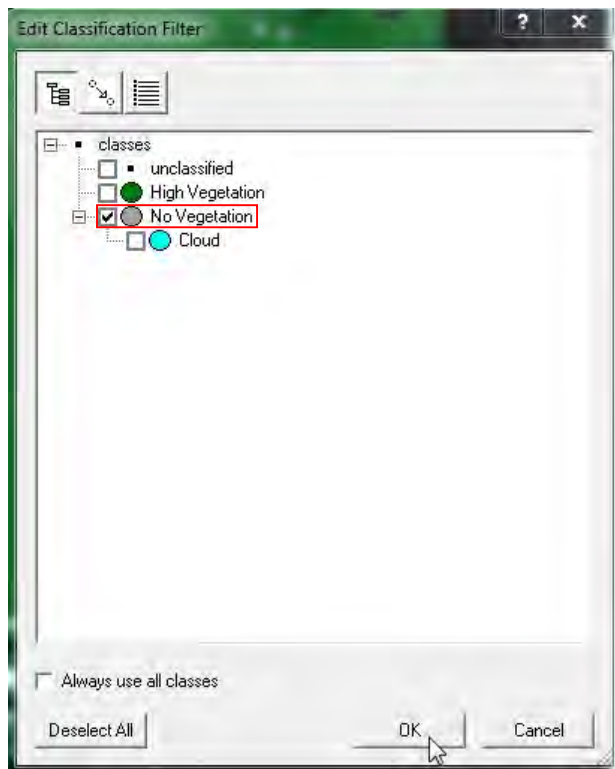 Edit Classification Filter
? x
classes
unclassified
High Vegetation
No Vegetation
Cloud
Always use all classes
Deselect All OK Cancel